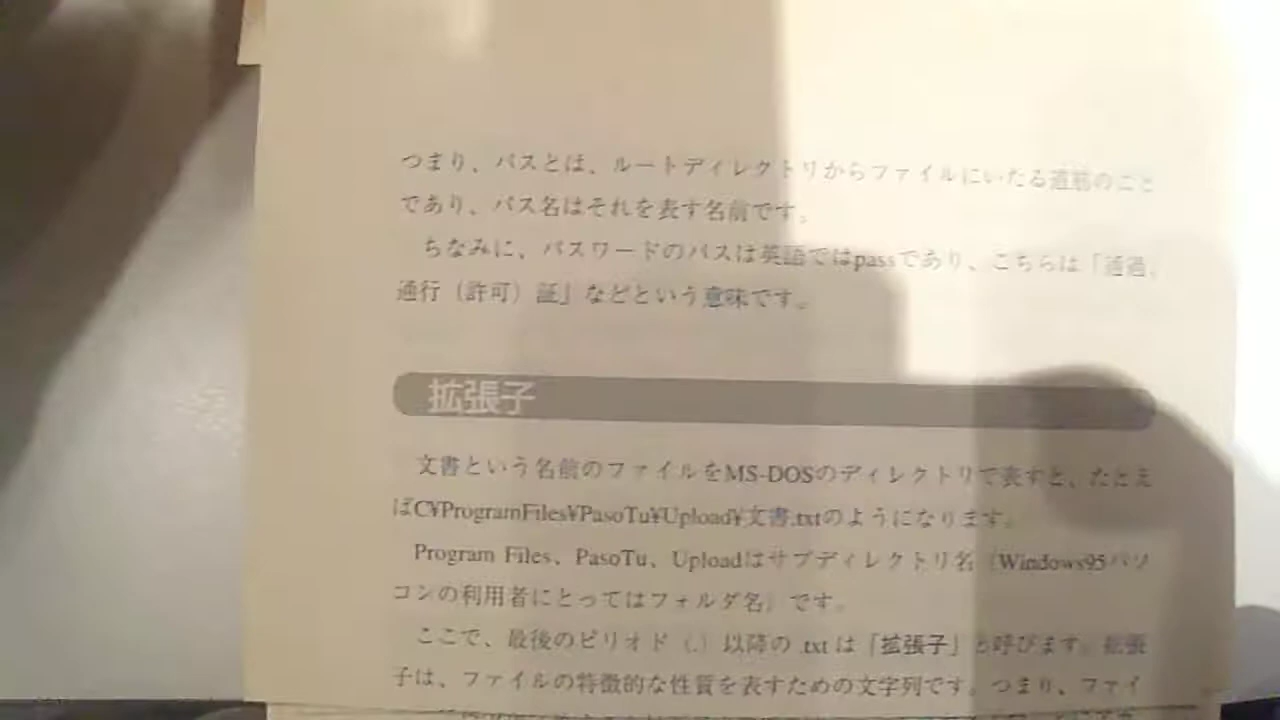 つまり、パスとは、ルートディレクトリからファイルにいたる道筋のこと
であり、パス名はそれを表す名前です。
ちなみに、パスワードのパスは英語ではpassであり、こちらは「通過、
通行（許可）証」などという意味です。
拡張子
文書という名前のファイルをMS-DOSのディレクトリで表すと、たとえ
ばC¥ProgramFiles¥PasoTu¥Upload¥文書.txtのようになります。
Program Files、PasoTu、Uploadはサブディレクトリ名（Windows95パソ
コンの利用者にとってはフォルダ名）です。
ここで、最後のピリオド（.）以降の .txt は「拡張子」と呼びます。拡張
子は、ファイルの特徴的な性質を表すための文字列です。つまり、ファイ